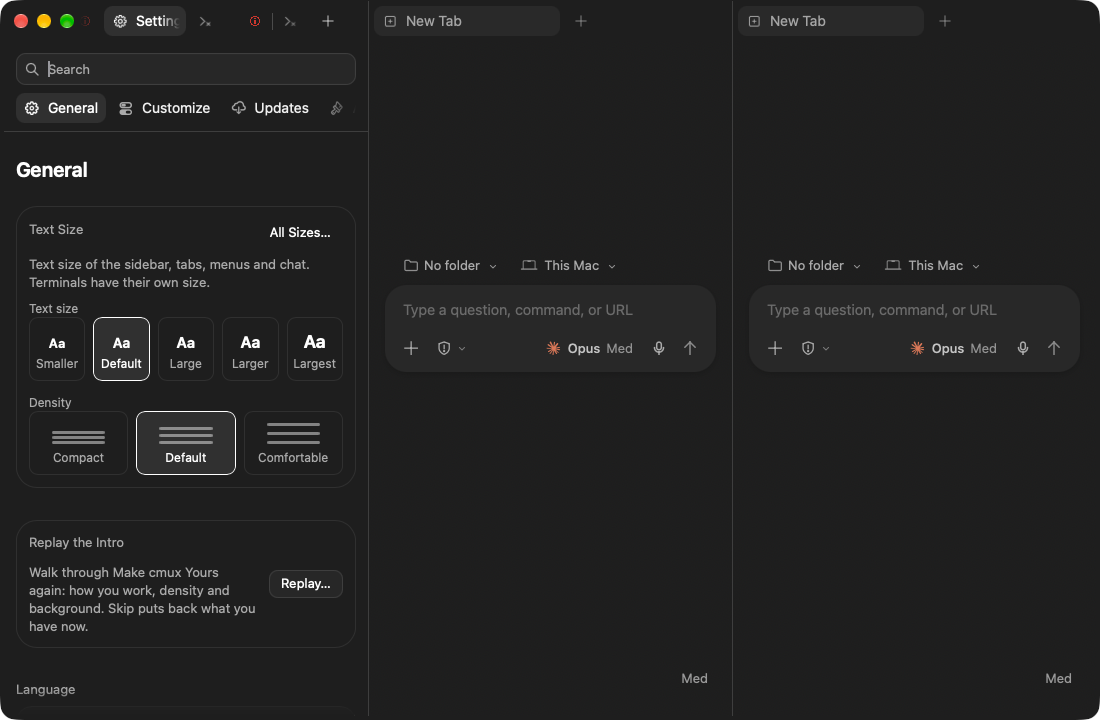 Setting
New Tab
New Tab
Search
General
Customize
Updates
General
Text Size
All Sizes...
Text size of the sidebar, tabs, menus and chat.
Terminals have their own size.
Text size
Aa Aa Aa Aa Aa
Smaller Default Large Larger Largest
Density
Compact Default Comfortable
Replay the Intro
Walk through Make cmux Yours
again: how you work, density and
background. Skip puts back what you
have now.
Replay...
Language
No folder
This Mac
Type a question, command, or URL
Opus Med
Med
No folder
This Mac
Type a question, command, or URL
Opus Med
Med